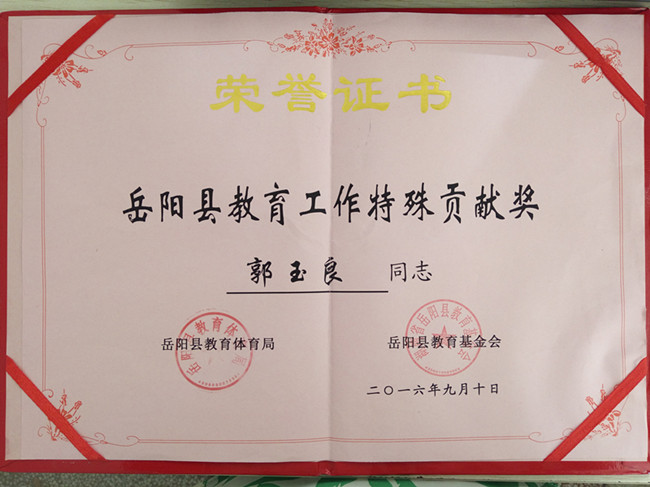 荣誉证书
岳阳县教育工作特殊贡献奖
郭玉良 同志
岳阳县教育体育局 岳阳县教育基金会
二〇一六年九月十日